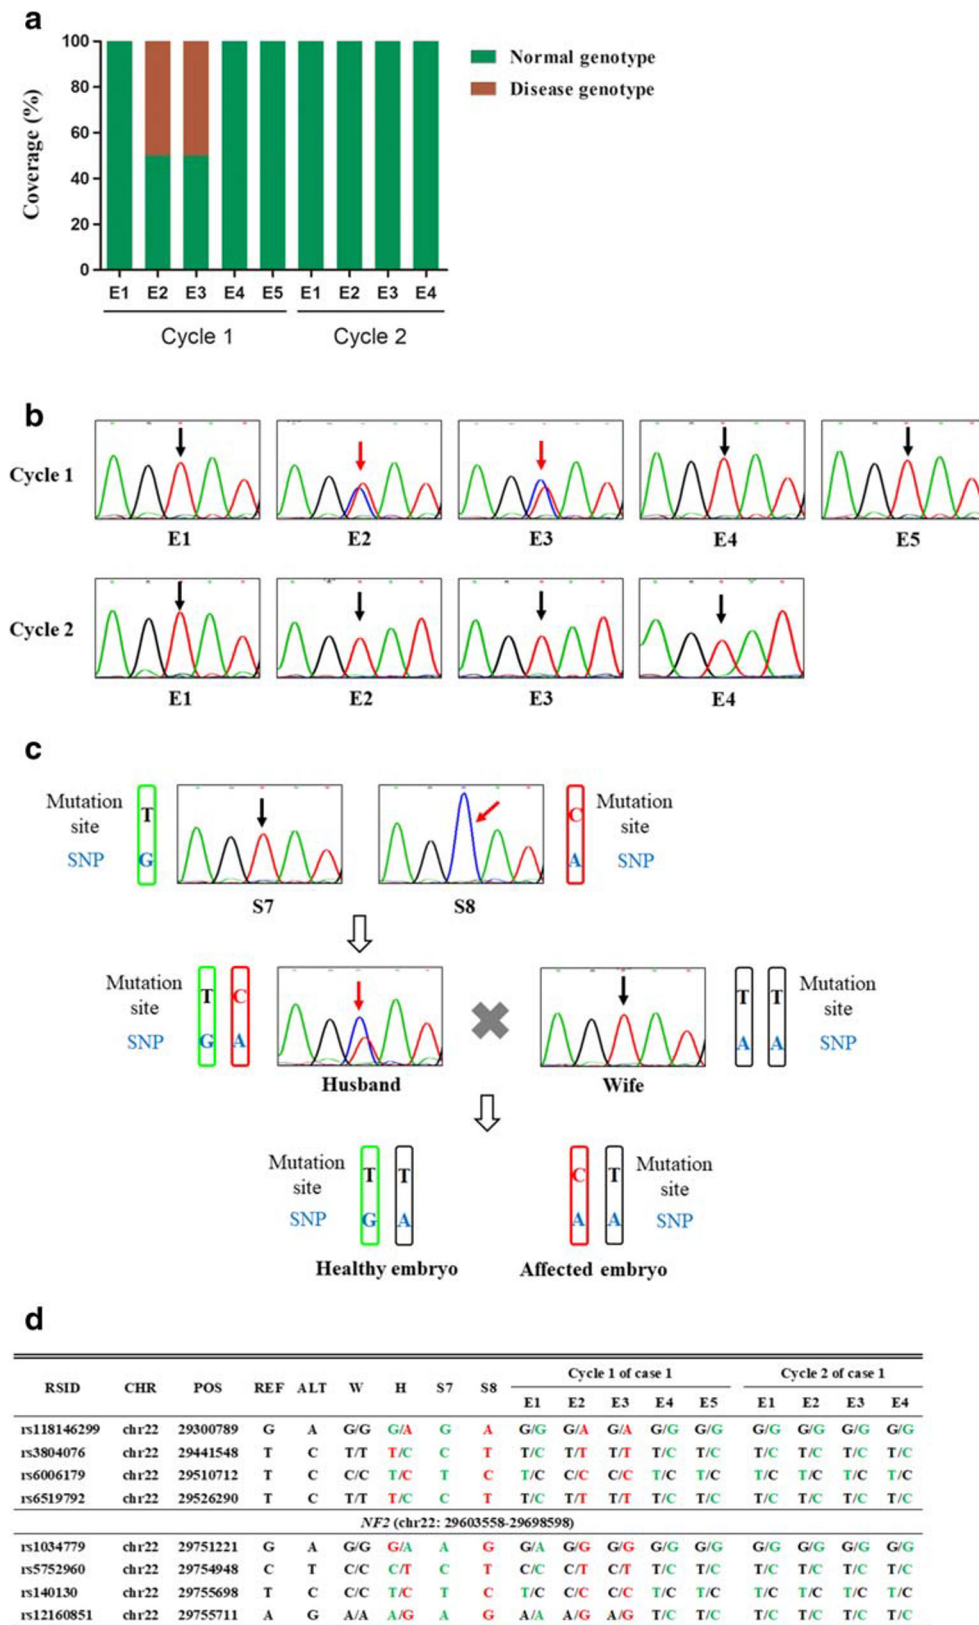 a
100
80
60
40
20
0
Coverage (%)
Normal genotype
Disease genotype
E1 E2 E3 E4 E5 E1 E2 E3 E4
Cycle 1 Cycle 2
b
Cycle 1
E1 E2 E3 E4 E5
Cycle 2
E1 E2 E3 E4
c
Mutation site T C Mutation site
SNP G A SNP
S7 S8
Mutation site T C T T Mutation site
SNP G A A A SNP
Husband Wife
Mutation site T T C T Mutation site
SNP G A A A SNP
Healthy embryo Affected embryo
d
Cycle 1 of case 1 Cycle 2 of case 1
RSID CHR POS REF ALT W H S7 S8 E1 E2 E3 E4 E5 E1 E2 E3 E4
rs118146299 chr22 29300789 G A G/G G/A G A G/G G/A G/A G/G G/G G/G G/G G/G G/G
rs3804076 chr22 29441548 T C T/T T/C C T T/C T/T T/T T/C T/C T/C T/C T/C T/C
rs6006179 chr22 29510712 T C C/C T/C T C T/C C/C C/C T/C T/C T/C T/C T/C T/C
rs6519792 chr22 29526290 T C T/T T/C C T T/C T/T T/T T/C T/C T/C T/C T/C T/C
NF2 (chr22: 29603558-29698598)
rs1034779 chr22 29751221 G A G/G G/A A G G/A G/G G/G G/G G/G G/G G/G G/G G/G
rs5752960 chr22 29754948 C T C/C C/T C T C/C C/T C/T T/C T/C T/C T/C T/C T/C
rs140130 chr22 29755698 T C C/C T/C T C T/C C/C C/C T/C T/C T/C T/C T/C T/C
rs12160851 chr22 29755711 A G A/A A/G A G A/A A/G A/G T/C T/C T/C T/C T/C T/C